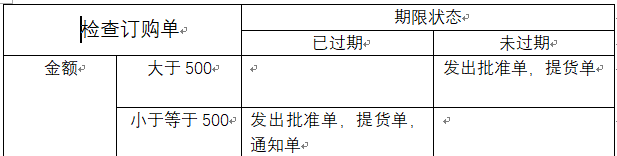 检查订购单 期限状态
已过期 未过期
金额 大于 500 发出批准单，提货单
小于等于 500 发出批准单，提货单，
通知单